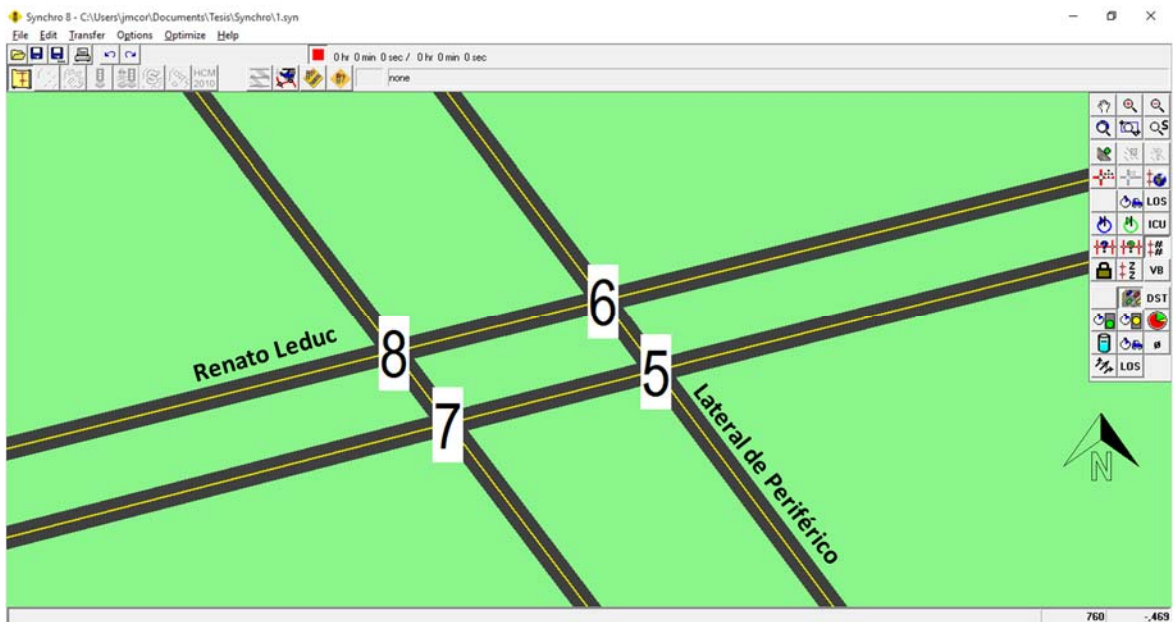 Synchro 8 - C:\Users\jmcor\Documents\Tesis\Synchro\1.syn
File Edit Transfer Options Optimize Help
0 hr 0 min 0 sec / 0 hr 0 min 0 sec
HCM
2010
none
S
LOS
ICU
##
VB
DST
ø
LOS
6
Renato Leduc
8
5
7
Lateral de Periférico
N
760 -,469